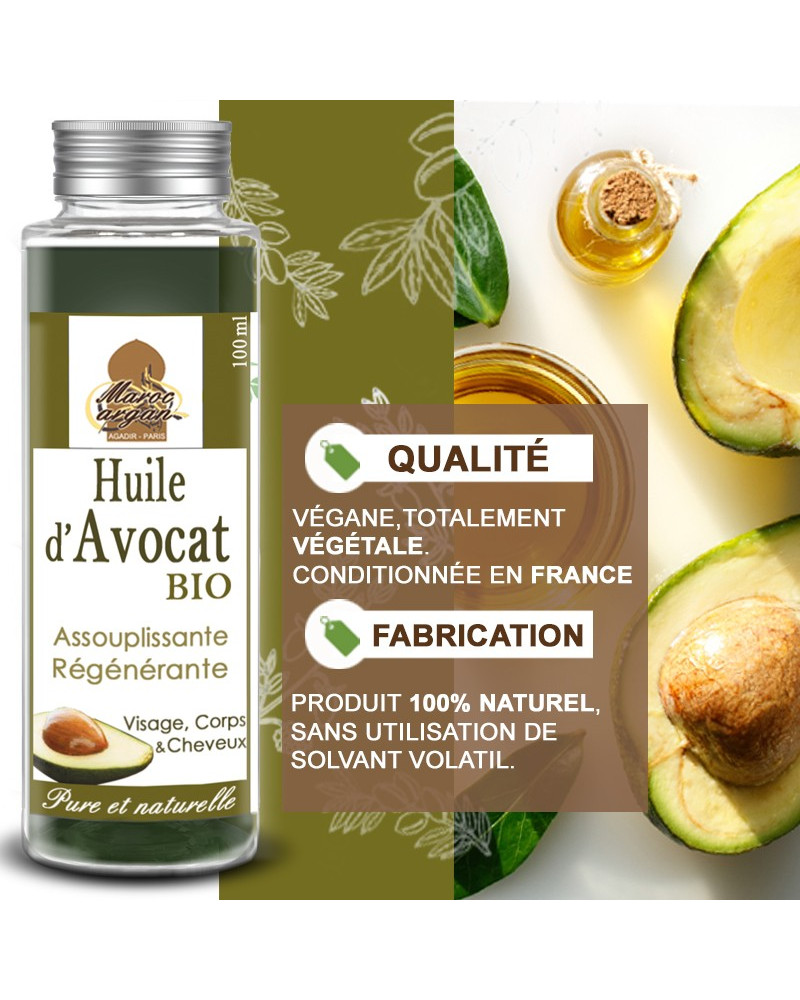 100 ml
Maroc
argan
AGADIR - PARIS
Huile
d'Avocat
BIO
Assouplissante
Régénérante
Visage, Corps
&Cheveux
Pure et naturelle
QUALITÉ
VÉGANE,TOTALEMENT
VÉGÉTALE.
CONDITIONNÉE EN FRANCE
FABRICATION
PRODUIT 100% NATUREL,
SANS UTILISATION DE
SOLVANT VOLATIL.